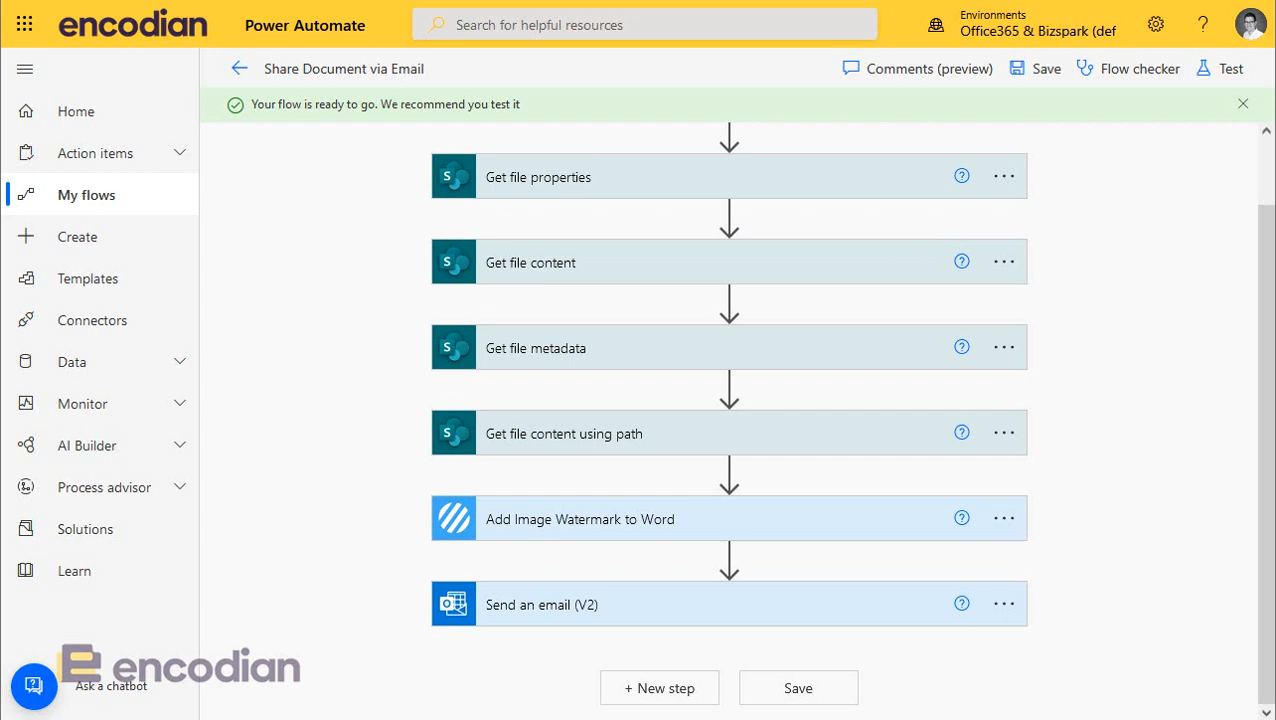 encodian
Power Automate
Search for helpful resources
Environments
Office365 & Bizspark (def
?
Share Document via Email
Comments (preview)
Save
Flow checker
Test
Your flow is ready to go. We recommend you test it
Home
Action items
My flows
Create
Templates
Connectors
Data
Monitor
AI Builder
Process advisor
Solutions
Learn
S Get file properties ? ...
S Get file content ? ...
S Get file metadata ? ...
S Get file content using path ? ...
Add Image Watermark to Word ? ...
Send an email (V2) ? ...
encodian
Ask a chatbot
+ New step
Save